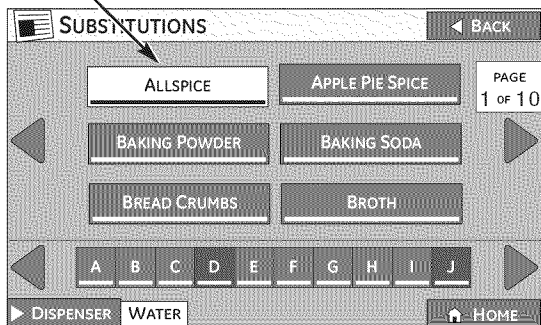 SUBSTITUTIONS
BACK
ALLSPICE
APPLE PIE SPICE
PAGE
1 OF 10
BAKING POWDER
BAKING SODA
BREAD CRUMBS
BROTH
A B C D E F G H I J
DISPENSER WATER
HOME